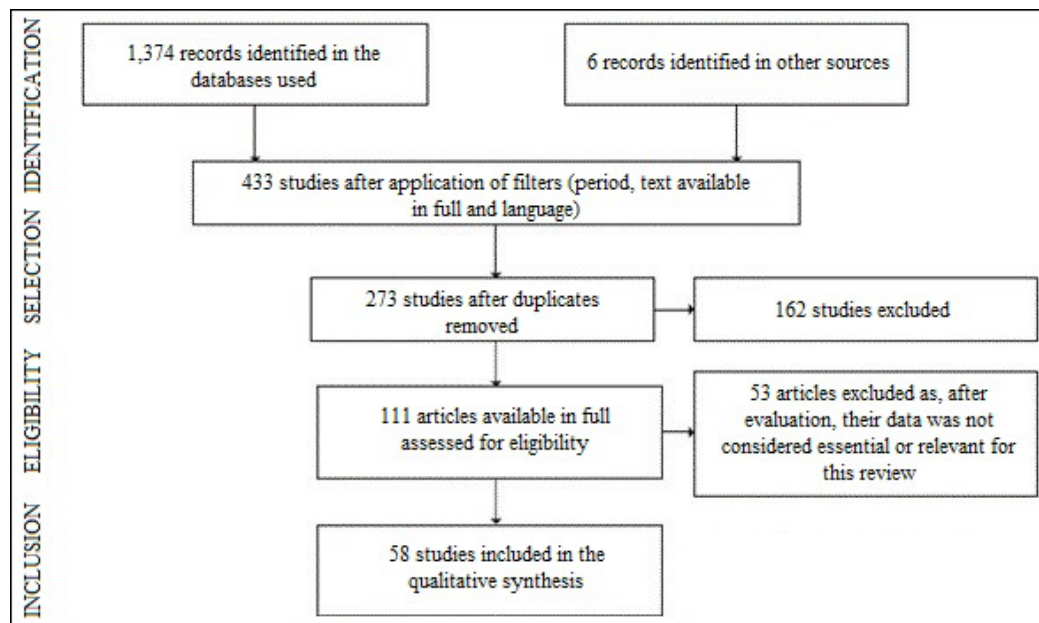 IDENTIFICATION
1,374 records identified in the
databases used
6 records identified in other sources
433 studies after application of filters (period, text available
in full and language)
SELECTION
273 studies after duplicates
removed
162 studies excluded
ELIGIBILITY
111 articles available in full
assessed for eligibility
53 articles excluded as, after
evaluation, their data was not
considered essential or relevant for
this review
INCLUSION
58 studies included in the
qualitative synthesis